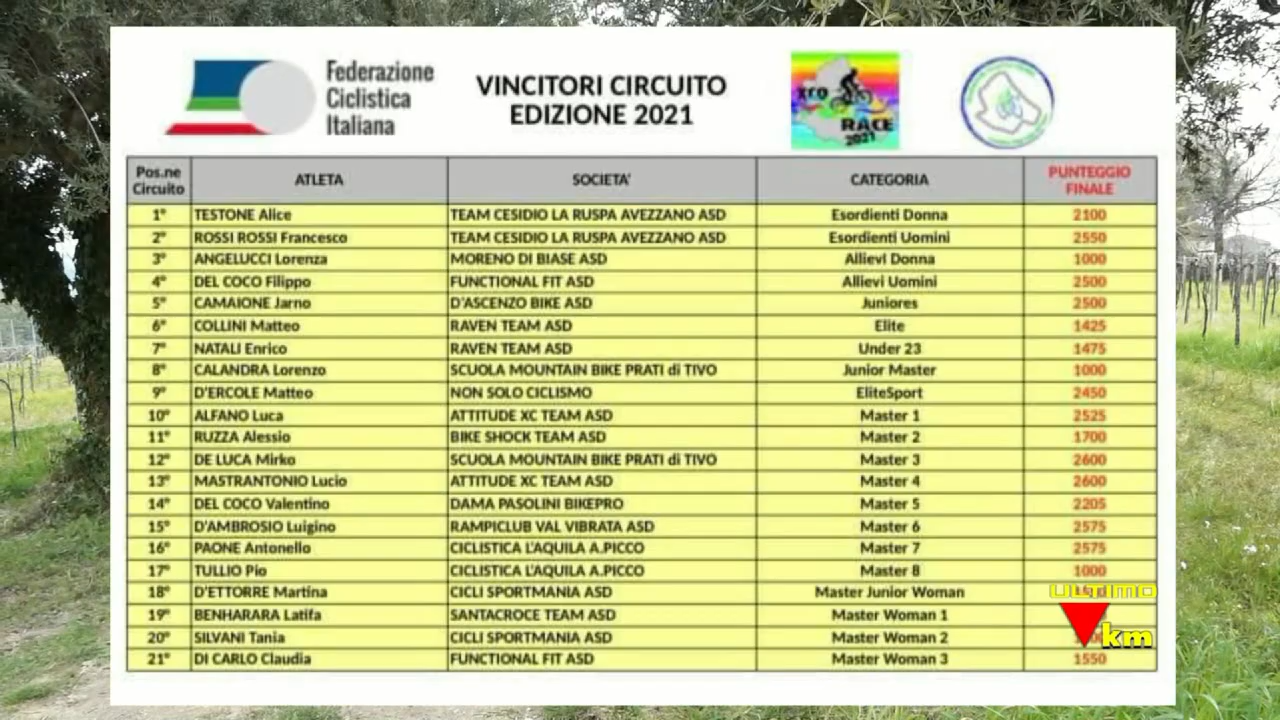 Federazione
Ciclistica
Italiana
VINCITORI CIRCUITO
EDIZIONE 2021
XCO
RACE
2021
Pos.ne Circuito ATLETA SOCIETA' CATEGORIA PUNTEGGIO FINALE
1° TESTONE Alice TEAM CESIDIO LA RUSPA AVEZZANO ASD Esordienti Donna 2100
2° ROSSI ROSSI Francesco TEAM CESIDIO LA RUSPA AVEZZANO ASD Esordienti Uomini 2550
3° ANGELUCCI Lorenza MORENO DI BIASE ASD Allievi Donna 1000
4° DEL COCO Filippo FUNCTIONAL FIT ASD Allievi Uomini 2500
5° CAMAIONE Jarno D'ASCENZO BIKE ASD Juniores 2500
6° COLLINI Matteo RAVEN TEAM ASD Elite 1425
7° NATALI Enrico RAVEN TEAM ASD Under 23 1475
8° CALANDRA Lorenzo SCUOLA MOUNTAIN BIKE PRATI di TIVO Junior Master 1000
9° D'ERCOLE Matteo NON SOLO CICLISMO EliteSport 2450
10° ALFANO Luca ATTITUDE XC TEAM ASD Master 1 2525
11° RUZZA Alessio BIKE SHOCK TEAM ASD Master 2 1700
12° DE LUCA Mirko SCUOLA MOUNTAIN BIKE PRATI di TIVO Master 3 2600
13° MASTRANTONIO Lucio ATTITUDE XC TEAM ASD Master 4 2600
14° DEL COCO Valentino DAMA PASOLINI BIKEPRO Master 5 2205
15° D'AMBROSIO Luigino RAMPICLUB VAL VIBRATA ASD Master 6 2575
16° PAONE Antonello CICLISTICA L'AQUILA A.PICCO Master 7 2575
17° TULLIO Pio CICLISTICA L'AQUILA A.PICCO Master 8 1000
18° D'ETTORRE Martina CICLI SPORTMANIA ASD Master Junior Woman
19° BENHARARA Latifa SANTACROCE TEAM ASD Master Woman 1
20° SILVANI Tania CICLI SPORTMANIA ASD Master Woman 2
21° DI CARLO Claudia FUNCTIONAL FIT ASD Master Woman 3 1550
ULTIMO
km